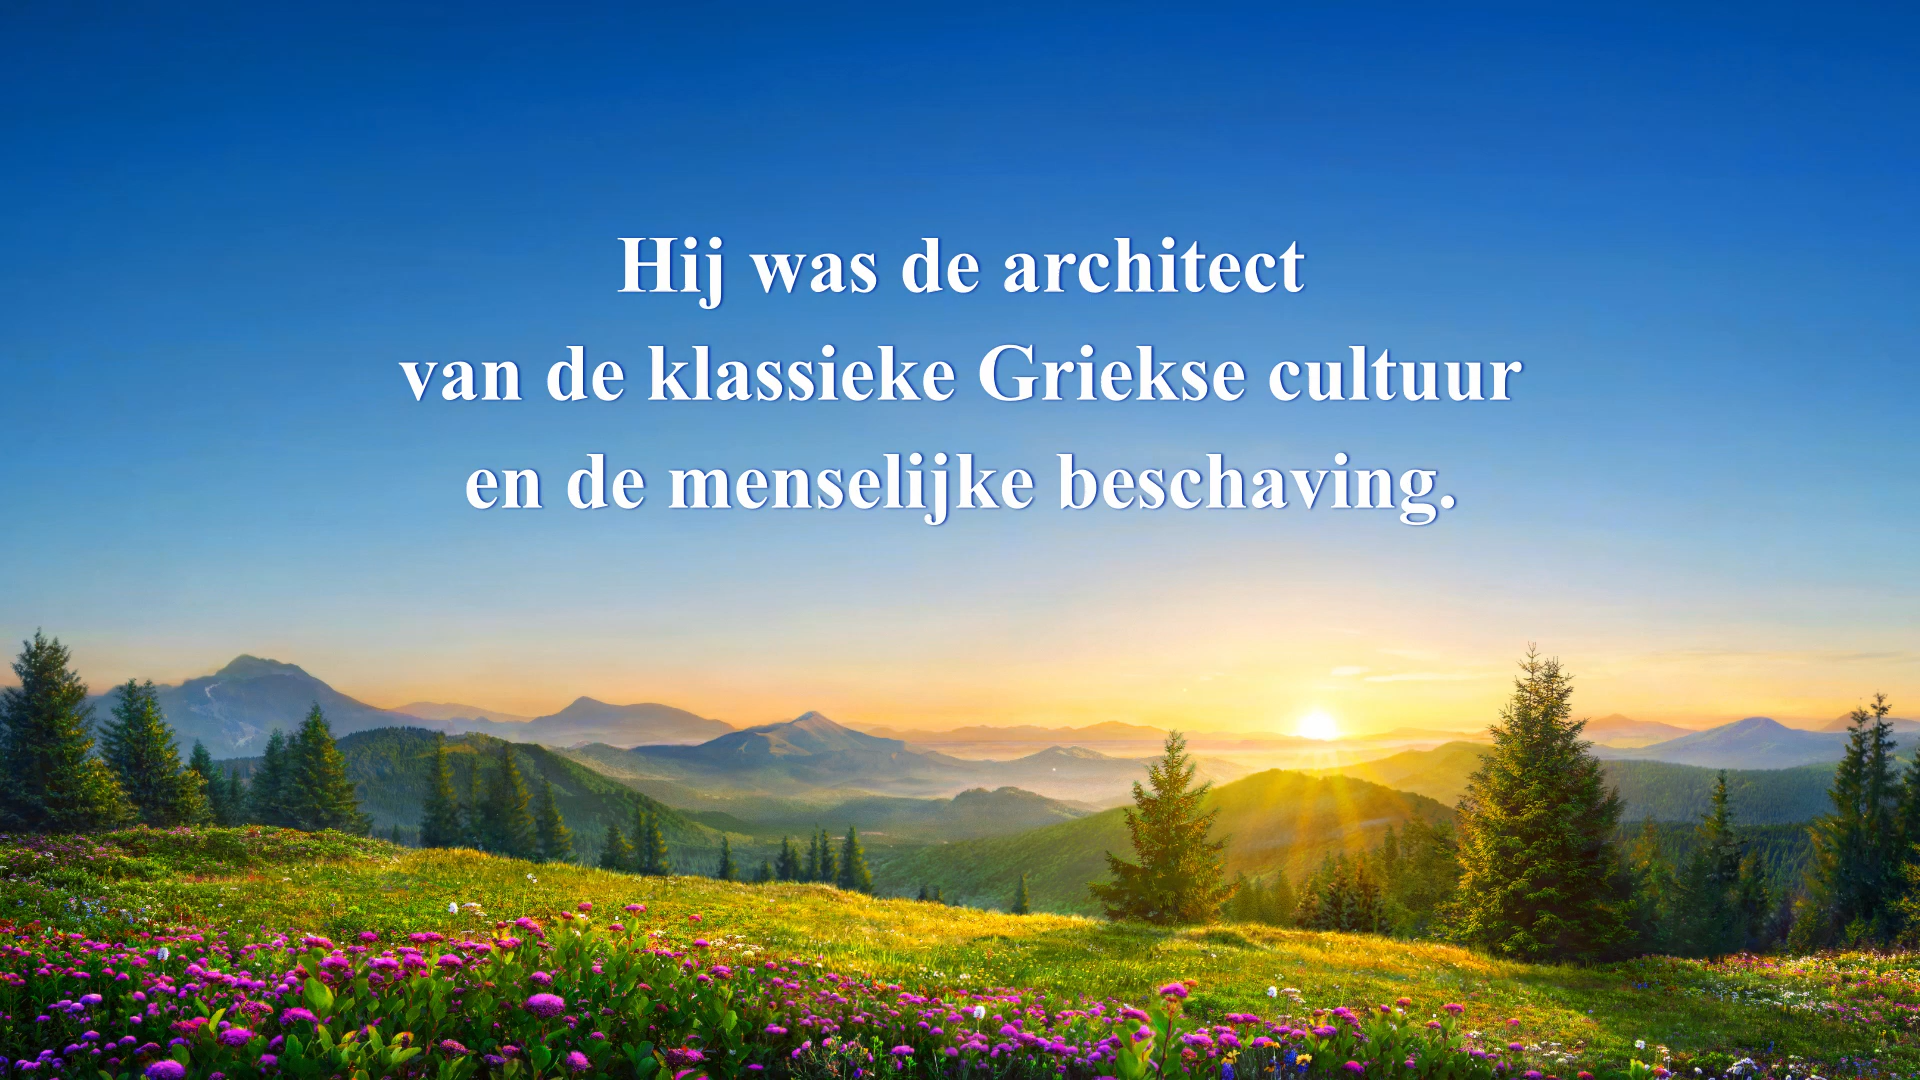 Hij was de architect
van de klassieke Griekse cultuur
en de menselijke beschaving.